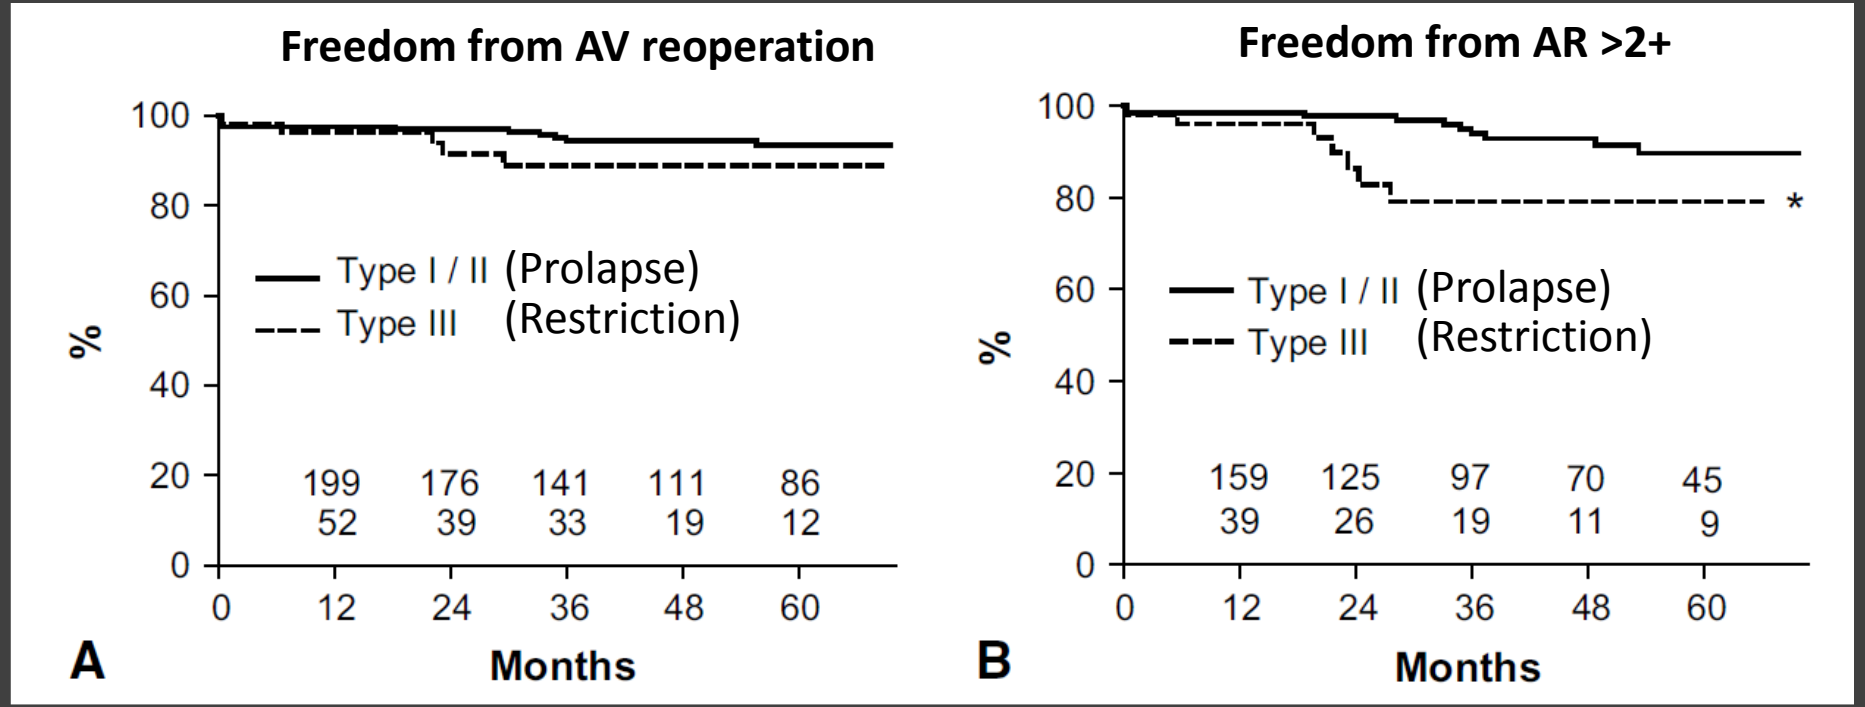 Freedom from AV reoperation
100
80
60
40
20
0
%
Type I / II (Prolapse)
Type III (Restriction)
199 176 141 111 86
52 39 33 19 12
0 12 24 36 48 60
A
Months
Freedom from AR >2+
100
80
60
40
20
0
%
*
Type I / II (Prolapse)
Type III (Restriction)
159 125 97 70 45
39 26 19 11 9
0 12 24 36 48 60
B
Months